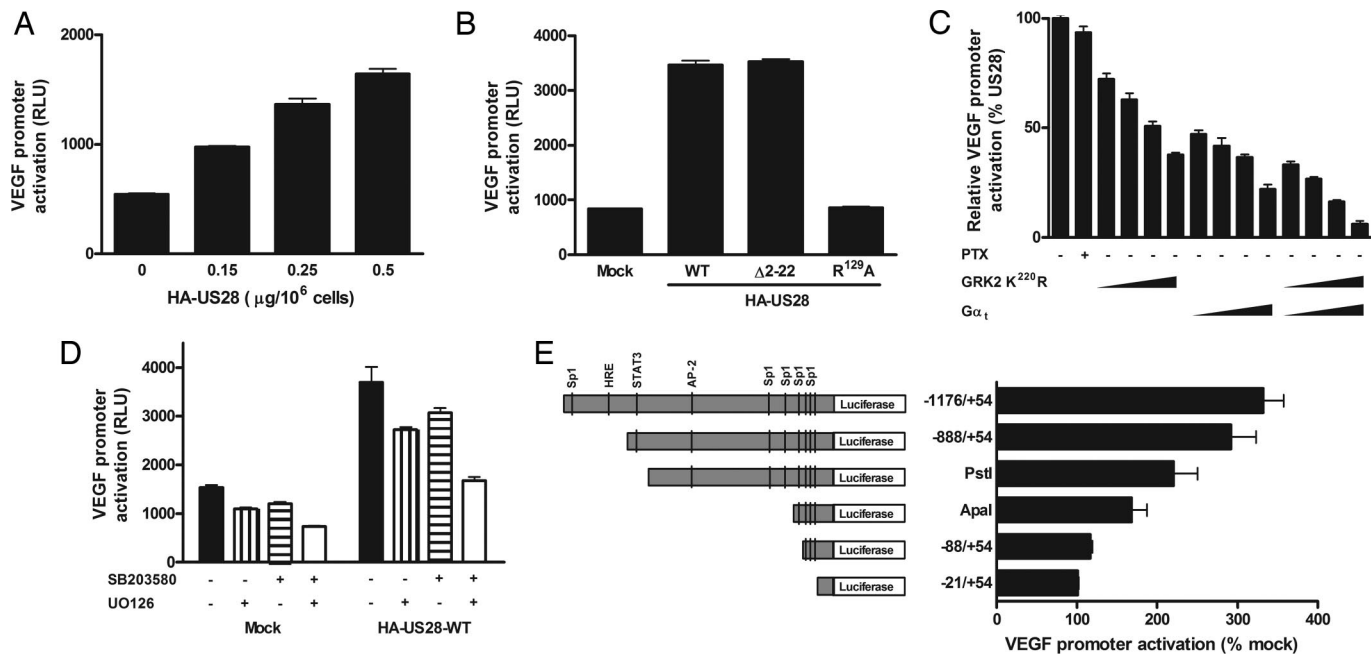 A
VEGF promoter
activation (RLU)
2000
1000
0
0 0.15 0.25 0.5
HA-US28 ( µg/10⁶ cells)
B
VEGF promoter
activation (RLU)
4000
3000
2000
1000
0
Mock WT Δ2-22 R¹²⁹A
HA-US28
C
Relative VEGF promoter
activation (% US28)
100
50
0
PTX - + - - - - - - - - - - - -
GRK2 K²²⁰R
Gα t
D
VEGF promoter
activation (RLU)
4000
3000
2000
1000
0
SB203580 - - + + - - + +
UO126 - + - + - + - +
Mock HA-US28-WT
E
Sp1 HRE STAT3 AP-2 Sp1 Sp1 Sp1 Sp1
Luciferase -1176/+54
Luciferase -888/+54
Luciferase PstI
Luciferase ApaI
Luciferase -88/+54
Luciferase -21/+54
0 100 200 300 400
VEGF promoter activation (% mock)